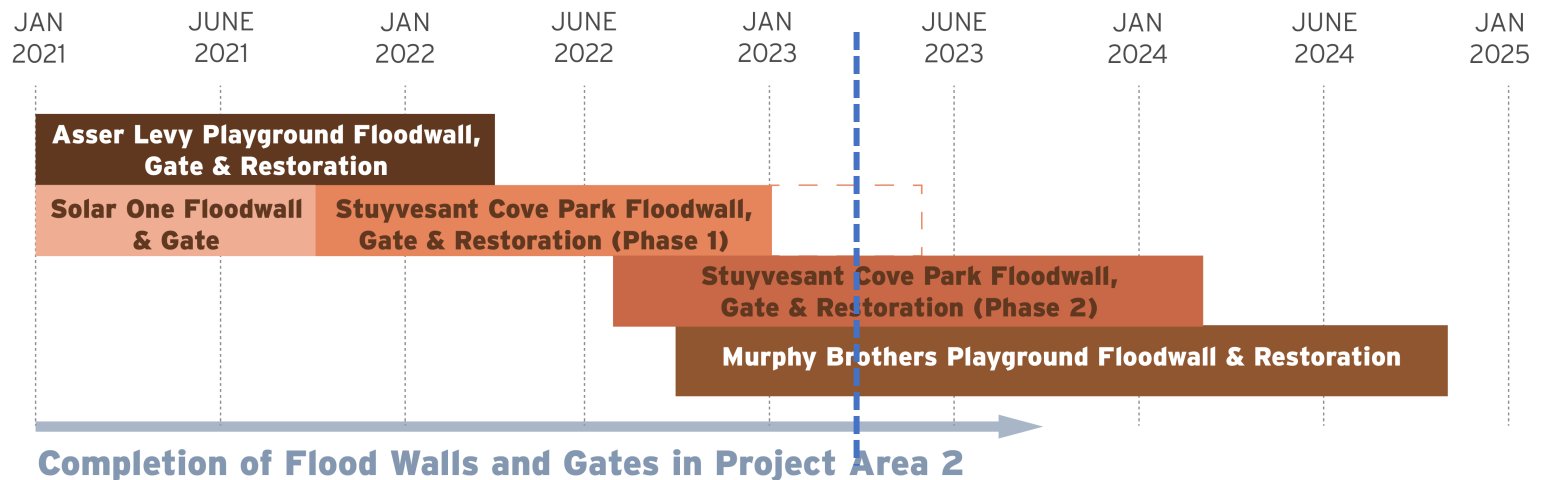 JAN JUNE JAN JUNE JAN JUNE JAN JUNE JAN
2021 2021 2022 2022 2023 2023 2024 2024 2025
Asser Levy Playground Floodwall,
Gate & Restoration
Solar One Floodwall
& Gate
Stuyvesant Cove Park Floodwall,
Gate & Restoration (Phase 1)
Stuyvesant Cove Park Floodwall,
Gate & Restoration (Phase 2)
Murphy Brothers Playground Floodwall & Restoration
Completion of Flood Walls and Gates in Project Area 2